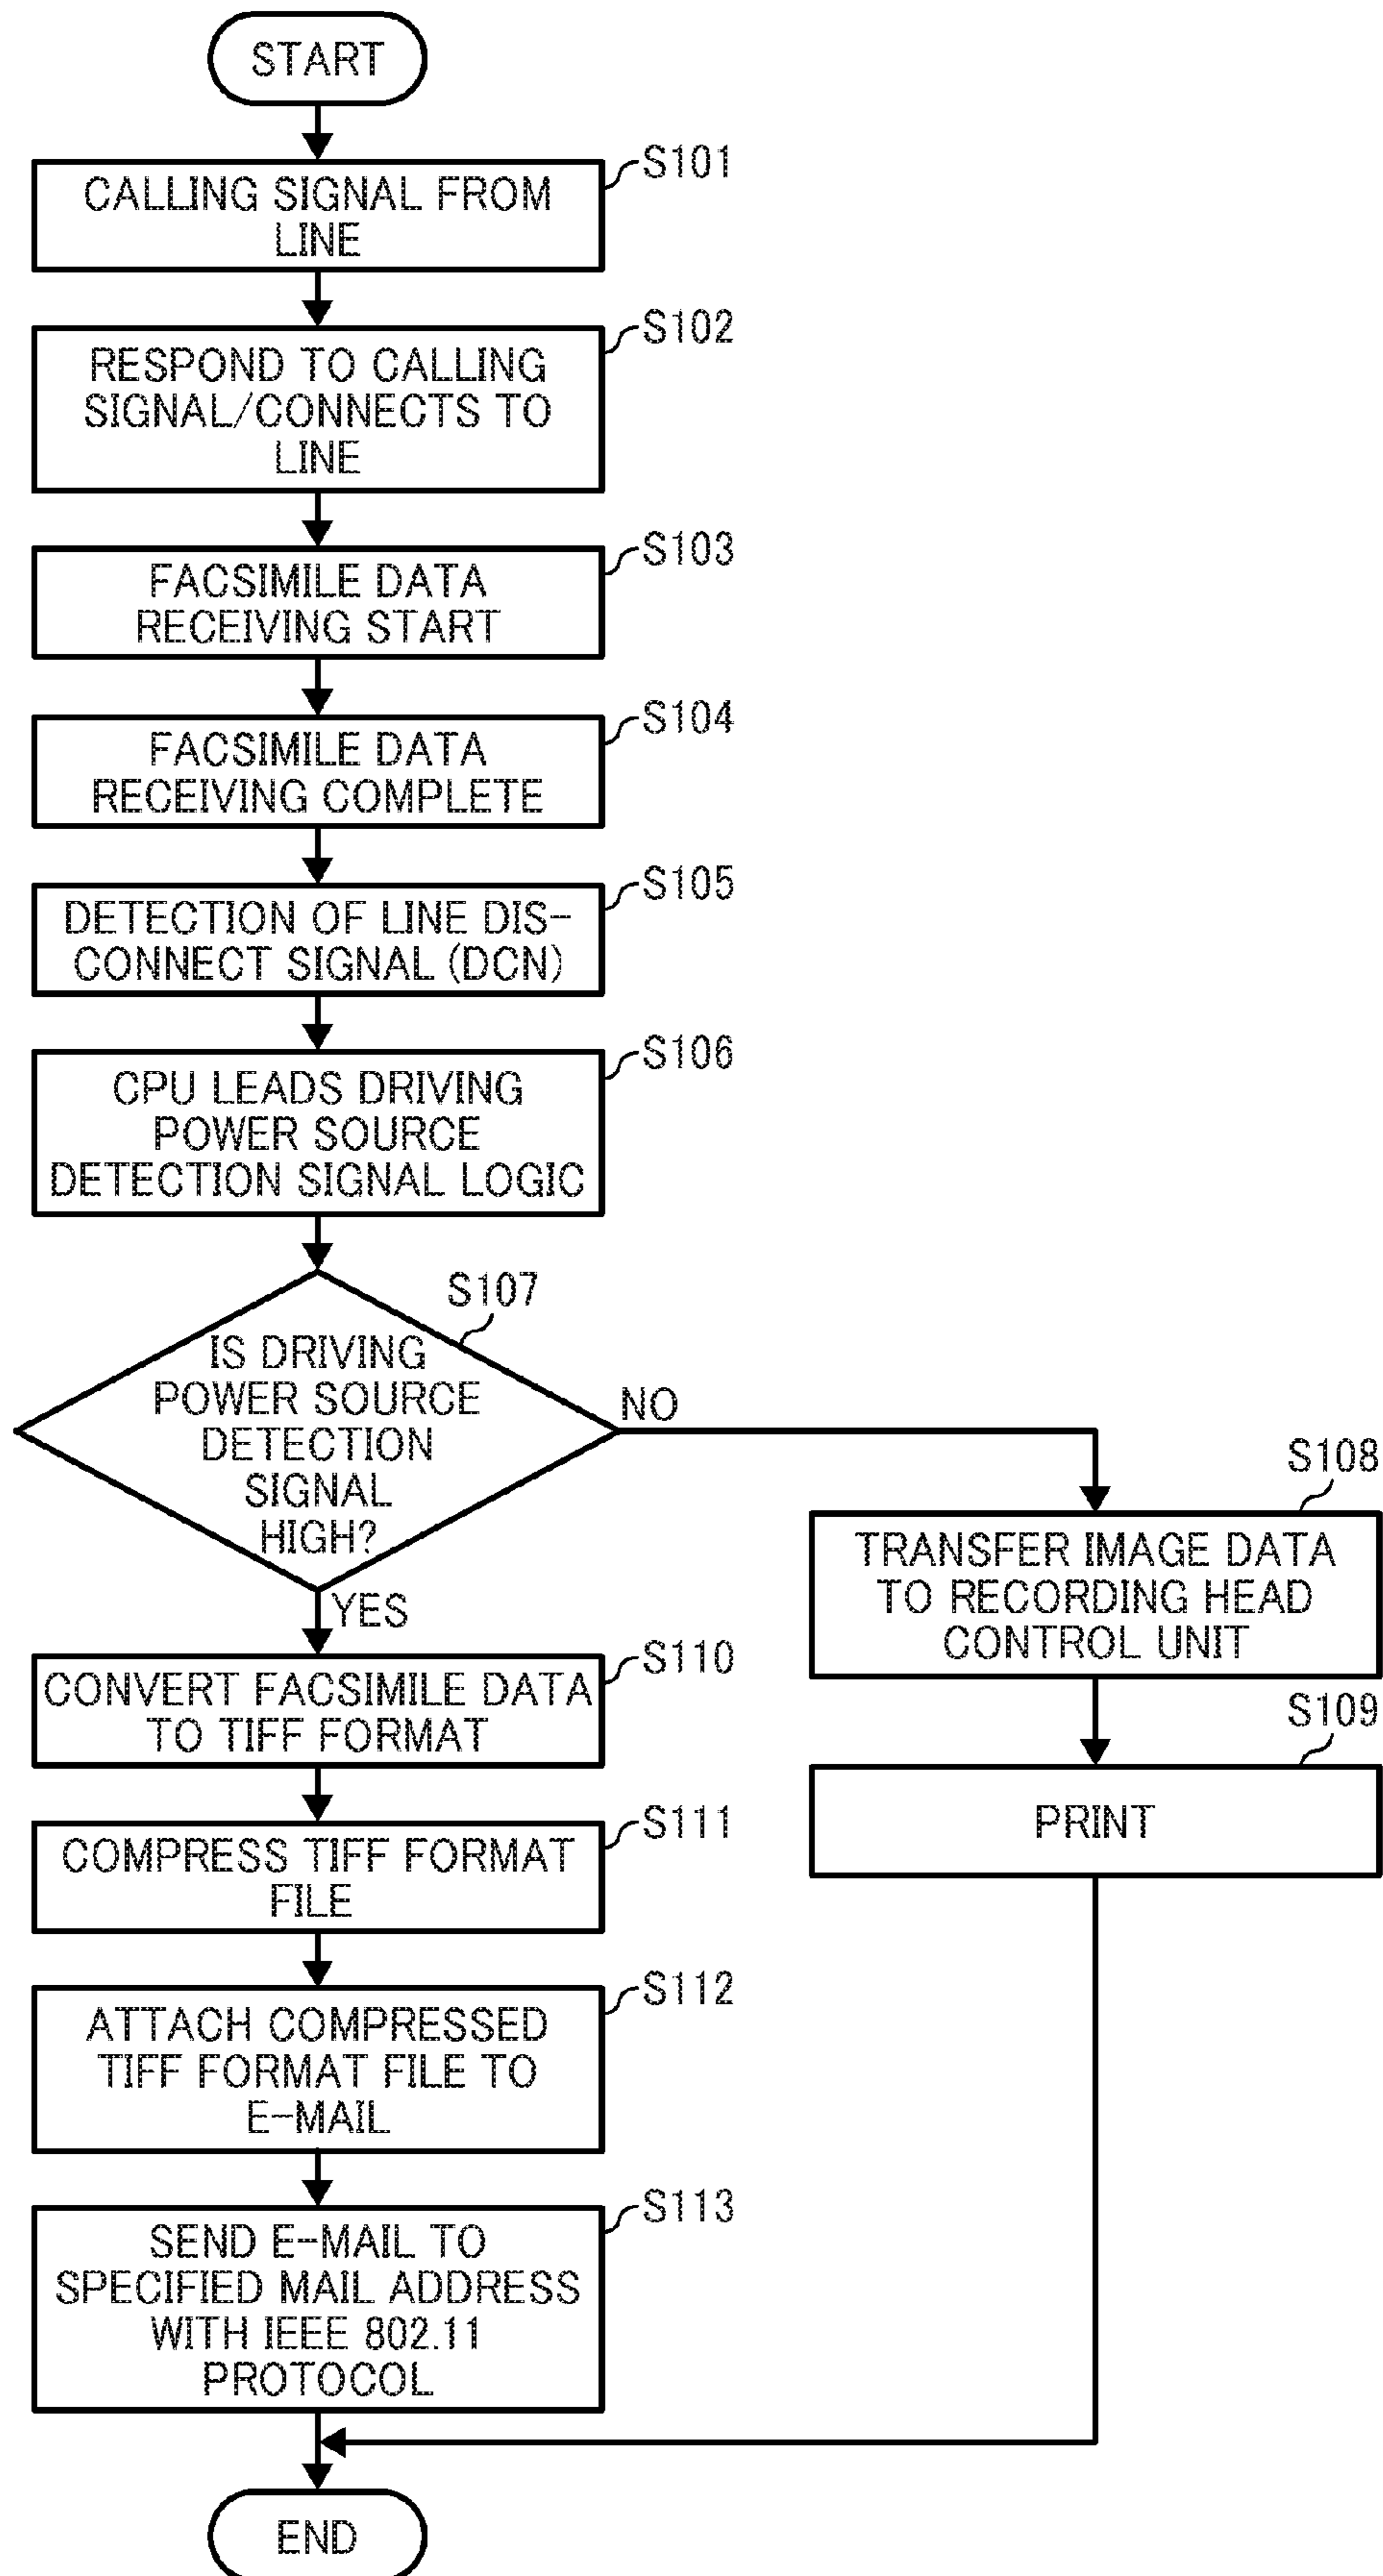 START
S101
CALLING SIGNAL FROM
LINE
S102
RESPOND TO CALLING
SIGNAL/CONNECTS TO
LINE
S103
FACSIMILE DATA
RECEIVING START
S104
FACSIMILE DATA
RECEIVING COMPLETE
S105
DETECTION OF LINE DIS-
CONNECT SIGNAL (DCN)
S106
CPU LEADS DRIVING
POWER SOURCE
DETECTION SIGNAL LOGIC
S107
IS DRIVING
POWER SOURCE
DETECTION
SIGNAL
HIGH?
NO
S108
TRANSFER IMAGE DATA
TO RECORDING HEAD
CONTROL UNIT
S109
PRINT
YES
S110
CONVERT FACSIMILE DATA
TO TIFF FORMAT
S111
COMPRESS TIFF FORMAT
FILE
S112
ATTACH COMPRESSED
TIFF FORMAT FILE TO
E-MAIL
S113
SEND E-MAIL TO
SPECIFIED MAIL ADDRESS
WITH IEEE 802.11
PROTOCOL
END